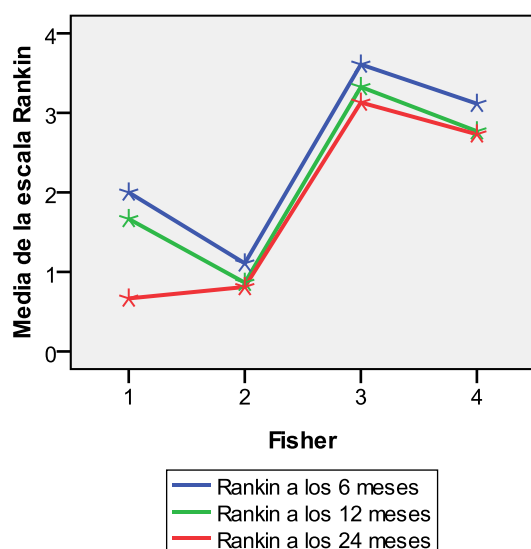 Media de la escala Rankin
4
3
2
1
0
1 2 3 4
Fisher
Rankin a los 6 meses
Rankin a los 12 meses
Rankin a los 24 meses